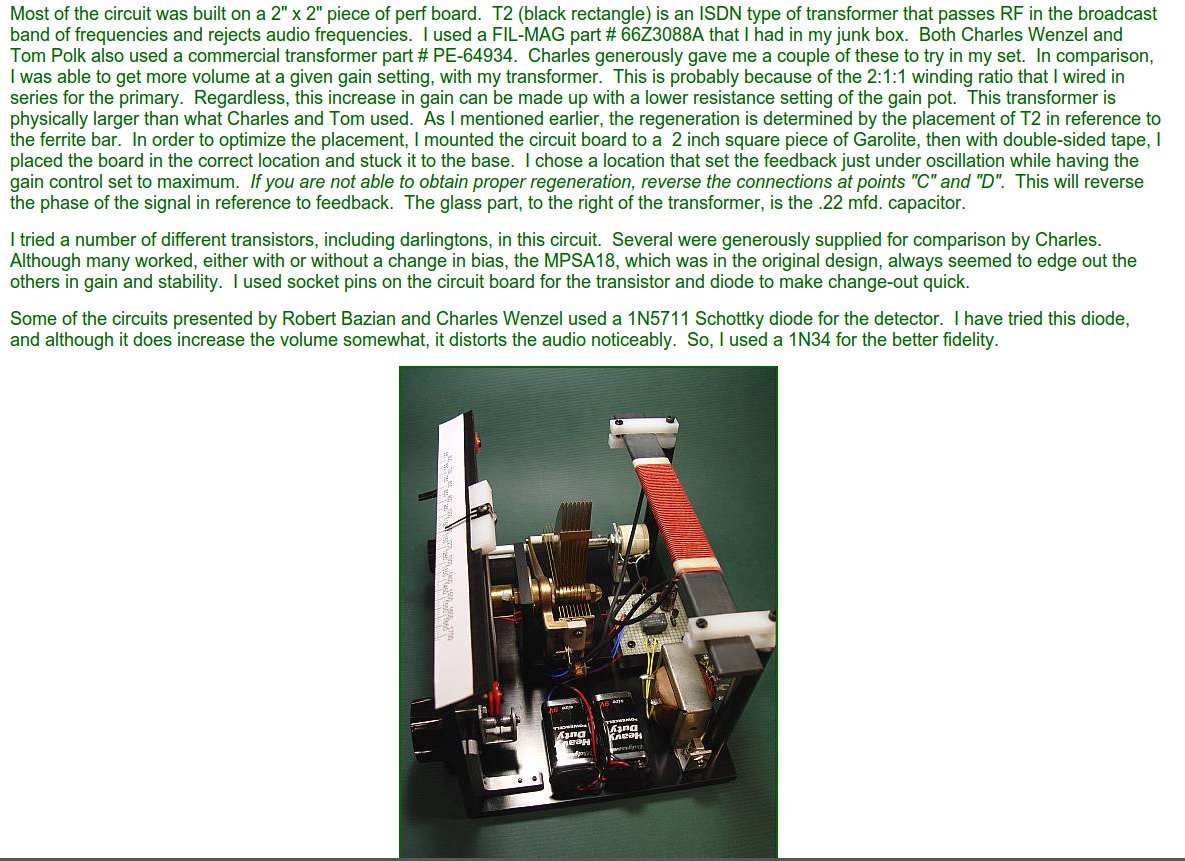 Most of the circuit was built on a 2" x 2" piece of perf board. T2 (black rectangle) is an ISDN type of transformer that passes RF in the broadcast
band of frequencies and rejects audio frequencies. I used a FIL-MAG part # 66Z3088A that I had in my junk box. Both Charles Wenzel and
Tom Polk also used a commercial transformer part # PE-64934. Charles generously gave me a couple of these to try in my set. In comparison,
I was able to get more volume at a given gain setting, with my transformer. This is probably because of the 2:1:1 winding ratio that I wired in
series for the primary. Regardless, this increase in gain can be made up with a lower resistance setting of the gain pot. This transformer is
physically larger than what Charles and Tom used. As I mentioned earlier, the regeneration is determined by the placement of T2 in reference to
the ferrite bar. In order to optimize the placement, I mounted the circuit board to a 2 inch square piece of Garolite, then with double-sided tape, I
placed the board in the correct location and stuck it to the base. I chose a location that set the feedback just under oscillation while having the
gain control set to maximum. If you are not able to obtain proper regeneration, reverse the connections at points "C" and "D". This will reverse
the phase of the signal in reference to feedback. The glass part, to the right of the transformer, is the .22 mfd. capacitor.
I tried a number of different transistors, including darlingtons, in this circuit. Several were generously supplied for comparison by Charles.
Although many worked, either with or without a change in bias, the MPSA18, which was in the original design, always seemed to edge out the
others in gain and stability. I used socket pins on the circuit board for the transistor and diode to make change-out quick.
Some of the circuits presented by Robert Bazian and Charles Wenzel used a 1N5711 Schottky diode for the detector. I have tried this diode,
and although it does increase the volume somewhat, it distorts the audio noticeably. So, I used a 1N34 for the better fidelity.
size 9V
POWERCELL
Heavy
Duty
size 9V
POWERCELL
Heavy
Duty